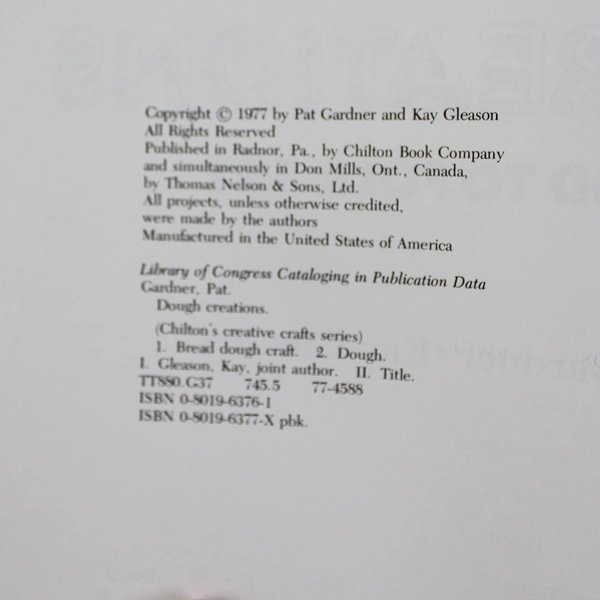 Copyright © 1977 by Pat Gardner and Kay Gleason
All Rights Reserved
Published in Radnor, Pa., by Chilton Book Company
and simultaneously in Don Mills, Ont., Canada,
by Thomas Nelson & Sons, Ltd.
All projects, unless otherwise credited,
were made by the authors
Manufactured in the United States of America
Library of Congress Cataloging in Publication Data
Gardner, Pat.
Dough creations.
(Chilton's creative crafts series)
1. Bread dough craft. 2. Dough.
I. Gleason, Kay, joint author. II. Title.
TT880.G37 745.5 77-4588
ISBN 0-8019-6376-1
ISBN 0-8019-6377-X pbk.